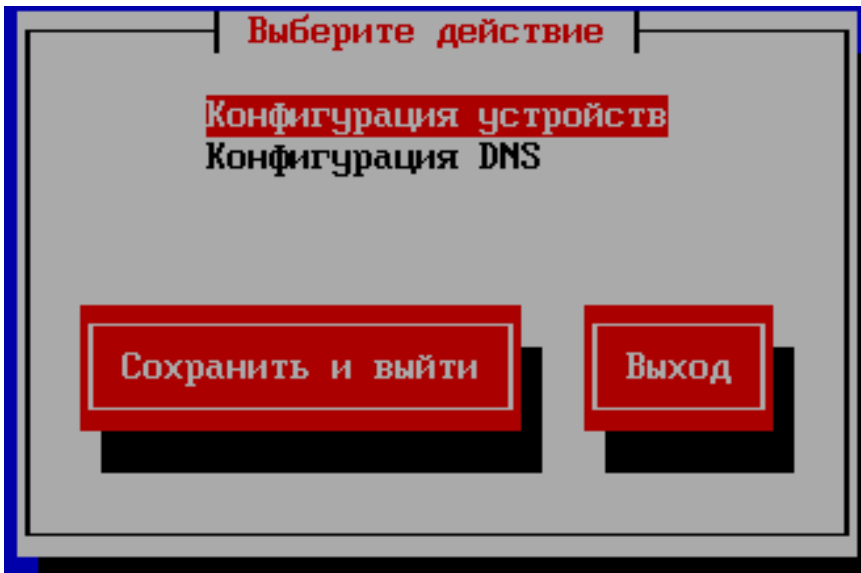 Выберите действие
Конфигурация устройств
Конфигурация DNS
Сохранить и выйти
Выход